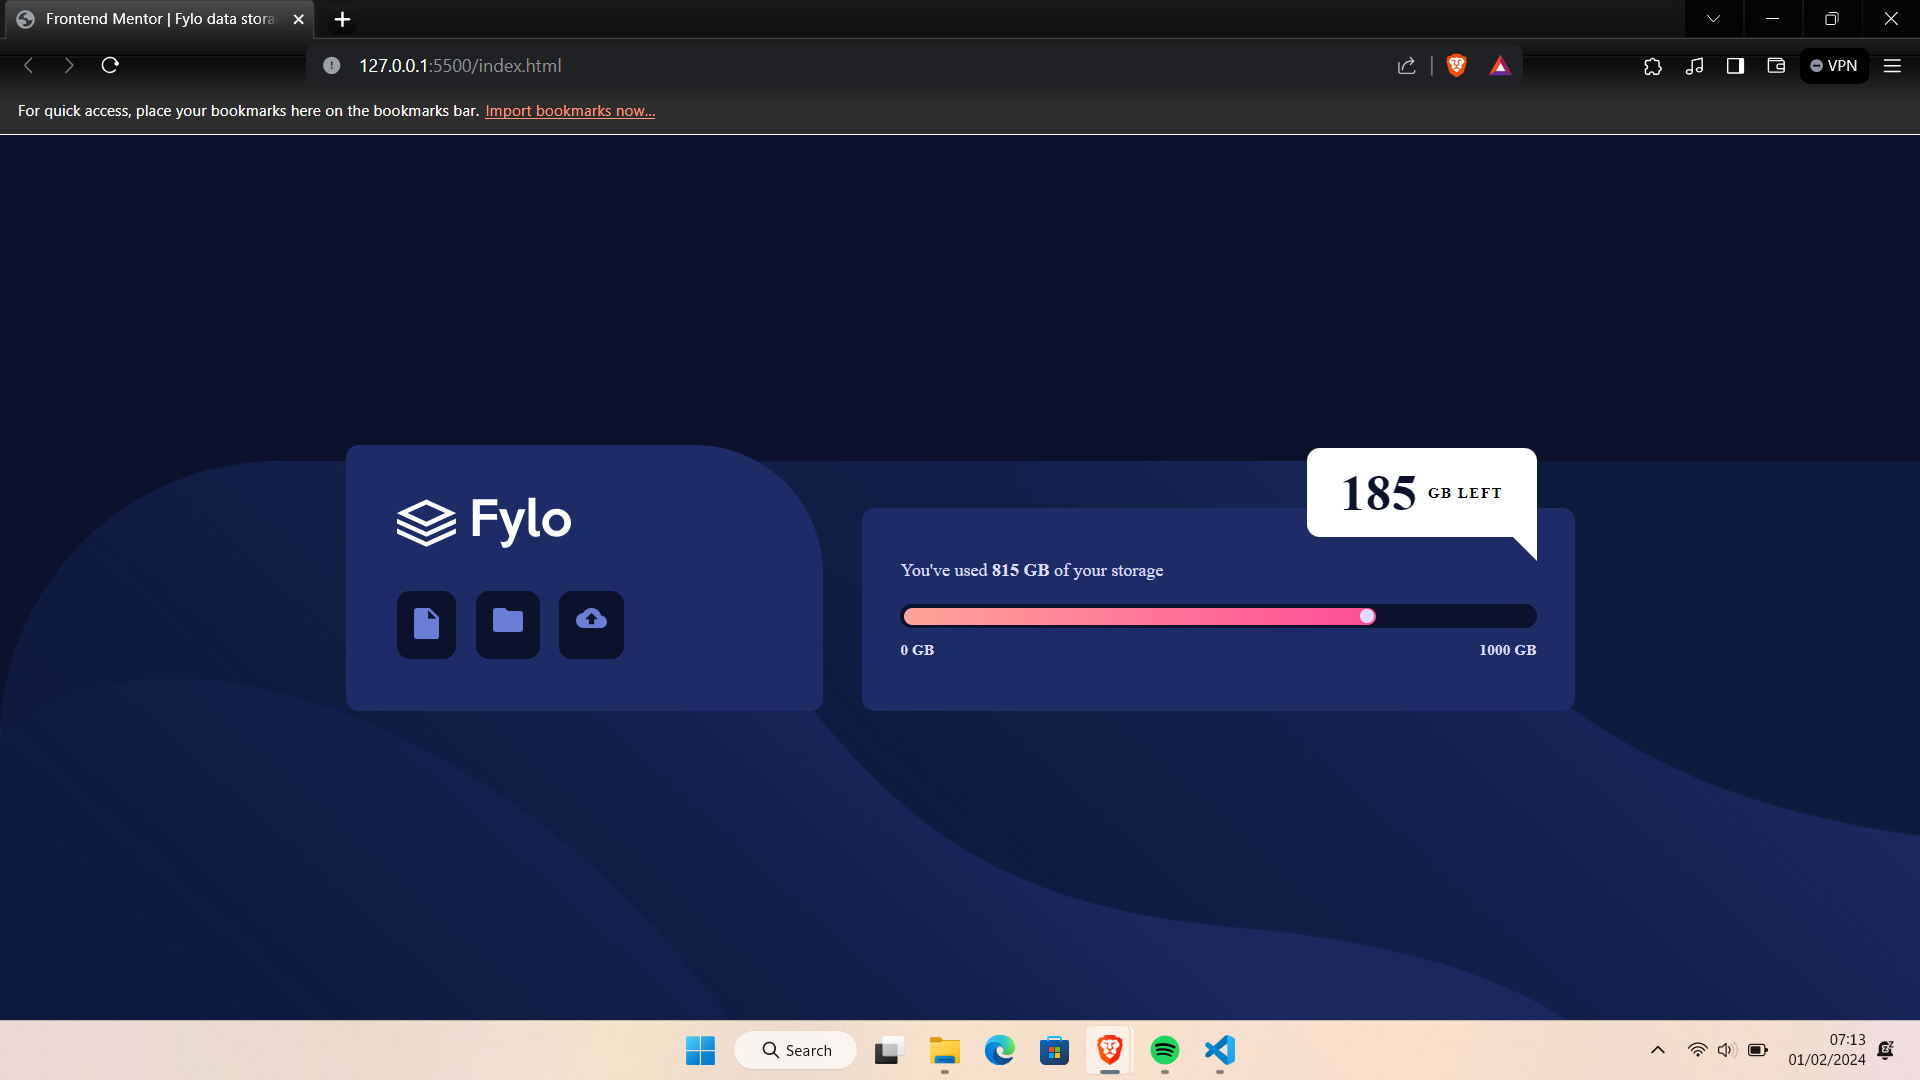 Frontend Mentor | Fylo data stora
127.0.0.1:5500/index.html
VPN
For quick access, place your bookmarks here on the bookmarks bar. Import bookmarks now...
Fylo
185 GB LEFT
You've used 815 GB of your storage
0 GB
1000 GB
Search
07:13
01/02/2024